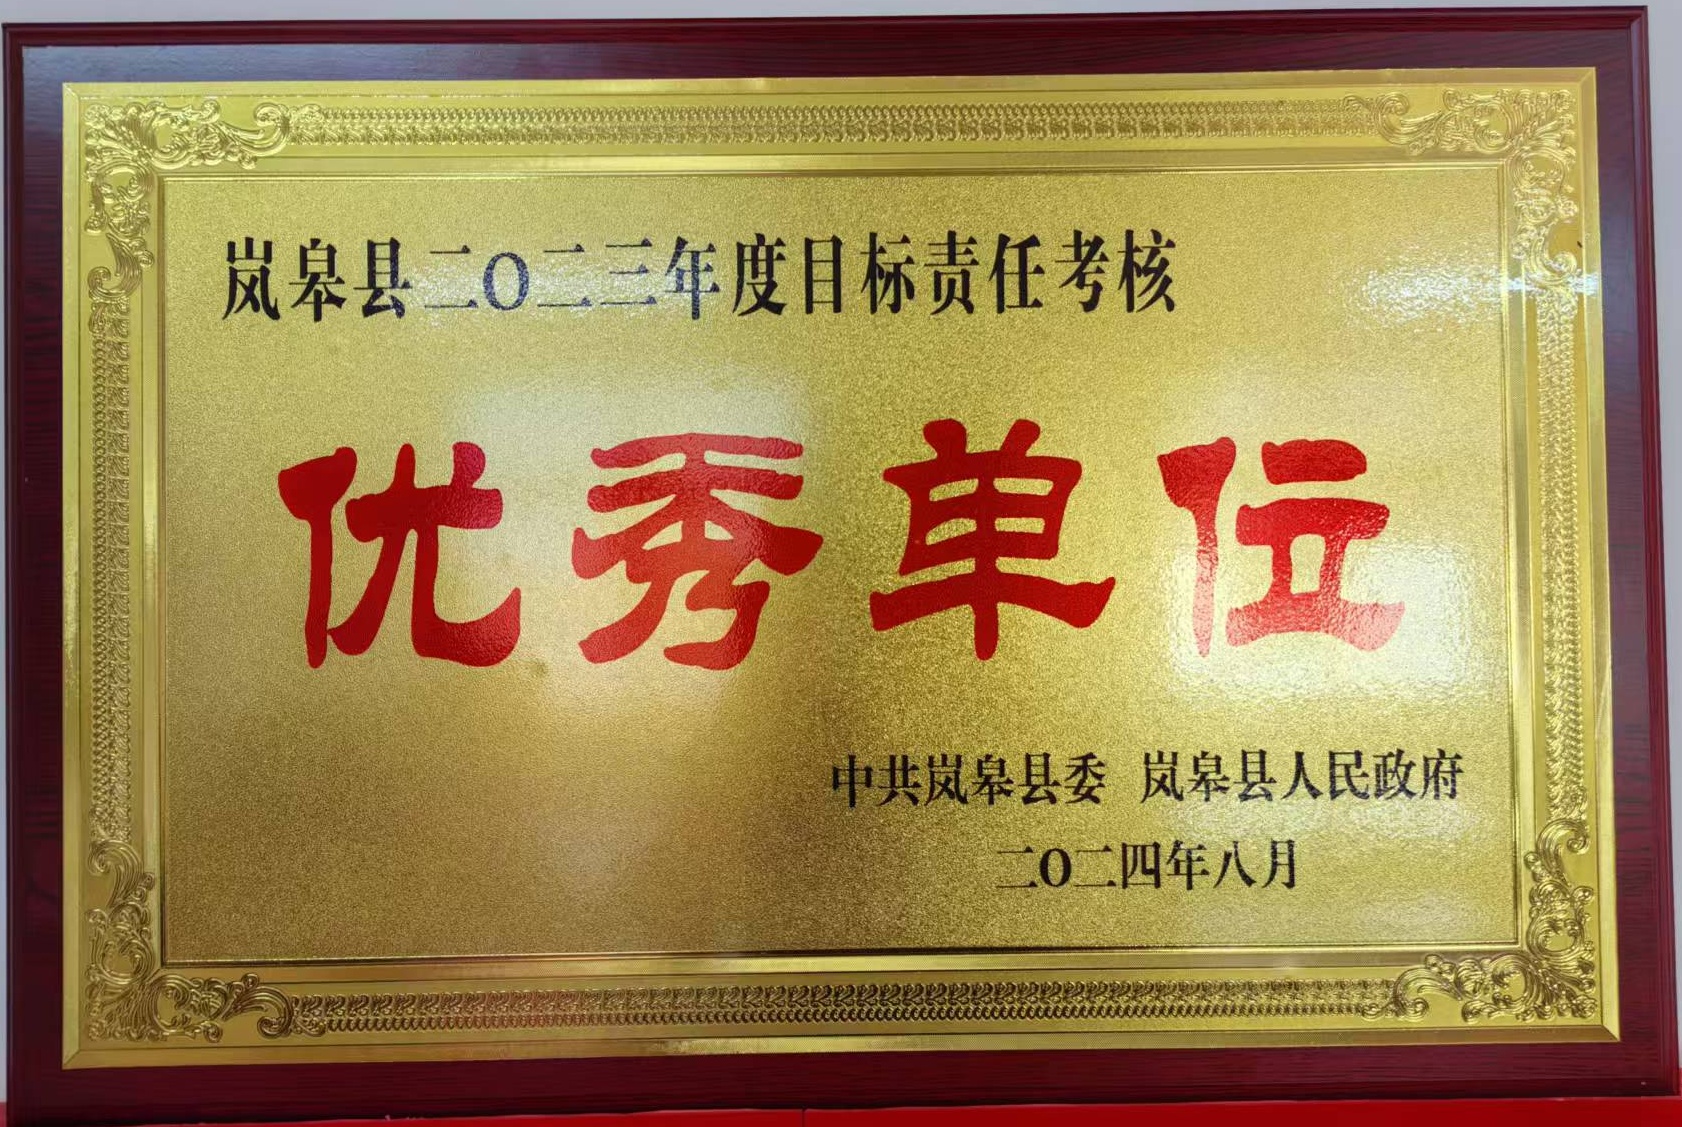 岚皋县二〇二三年度目标责任考核
优秀单位
中共岚皋县委 岚皋县人民政府
二〇二四年八月